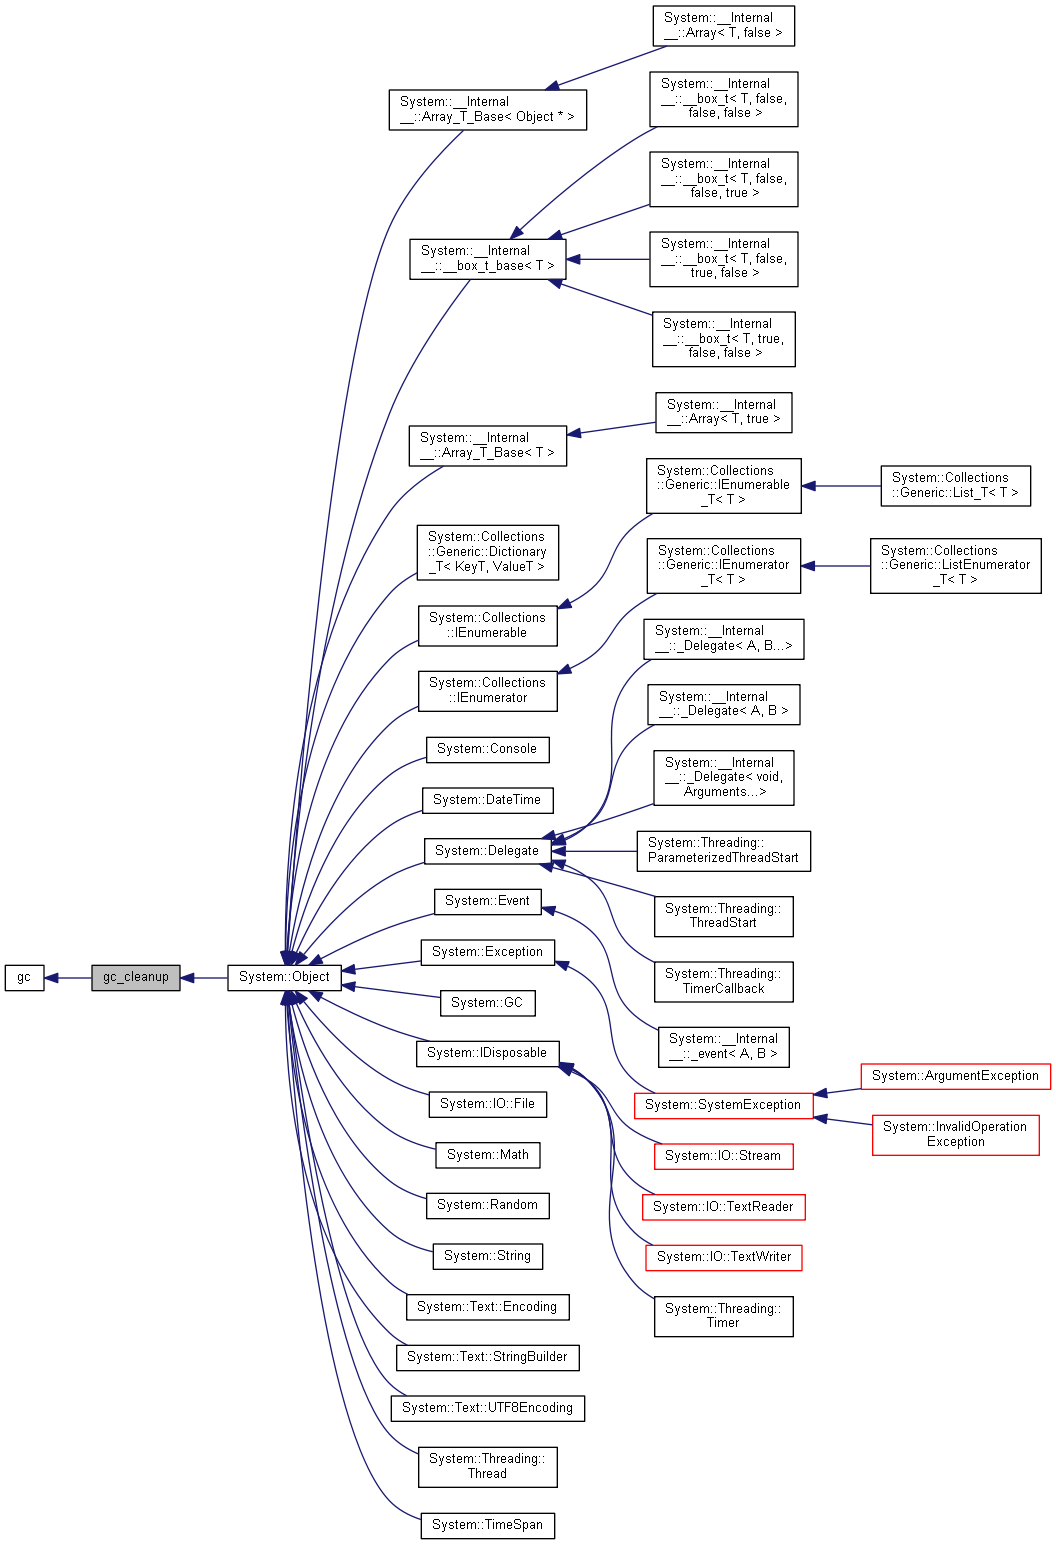 System::__Internal
__::Array< T, false >
System::__Internal
__::__box_t< T, false,
false, false >
System::__Internal
__::Array_T_Base< Object * >
System::__Internal
__::__box_t< T, false,
false, true >
System::__Internal
__::__box_t_base< T >
System::__Internal
__::__box_t< T, false,
true, false >
System::__Internal
__::__box_t< T, true,
false, false >
System::__Internal
__::Array< T, true >
System::__Internal
__::Array_T_Base< T >
System::Collections
::Generic::IEnumerable
_T< T >
System::Collections
::Generic::List_T< T >
System::Collections
::Generic::Dictionary
_T< KeyT, ValueT >
System::Collections
::Generic::IEnumerator
_T< T >
System::Collections
::Generic::ListEnumerator
_T< T >
System::Collections
::IEnumerable
System::__Internal
__::_Delegate< A, B...>
System::Collections
::IEnumerator
System::__Internal
__::_Delegate< A, B >
System::Console
System::__Internal
__::_Delegate< void,
Arguments...>
System::DateTime
System::Delegate
System::Threading::
ParameterizedThreadStart
System::Event
System::Threading::
ThreadStart
System::Exception
System::Threading::
TimerCallback
gc
gc_cleanup
System::Object
System::GC
System::__Internal
__::_event< A, B >
System::IDisposable
System::ArgumentException
System::IO::File
System::SystemException
System::InvalidOperation
Exception
System::Math
System::IO::Stream
System::Random
System::IO::TextReader
System::String
System::IO::TextWriter
System::Text::Encoding
System::Threading::
Timer
System::Text::StringBuilder
System::Text::UTF8Encoding
System::Threading::
Thread
System::TimeSpan